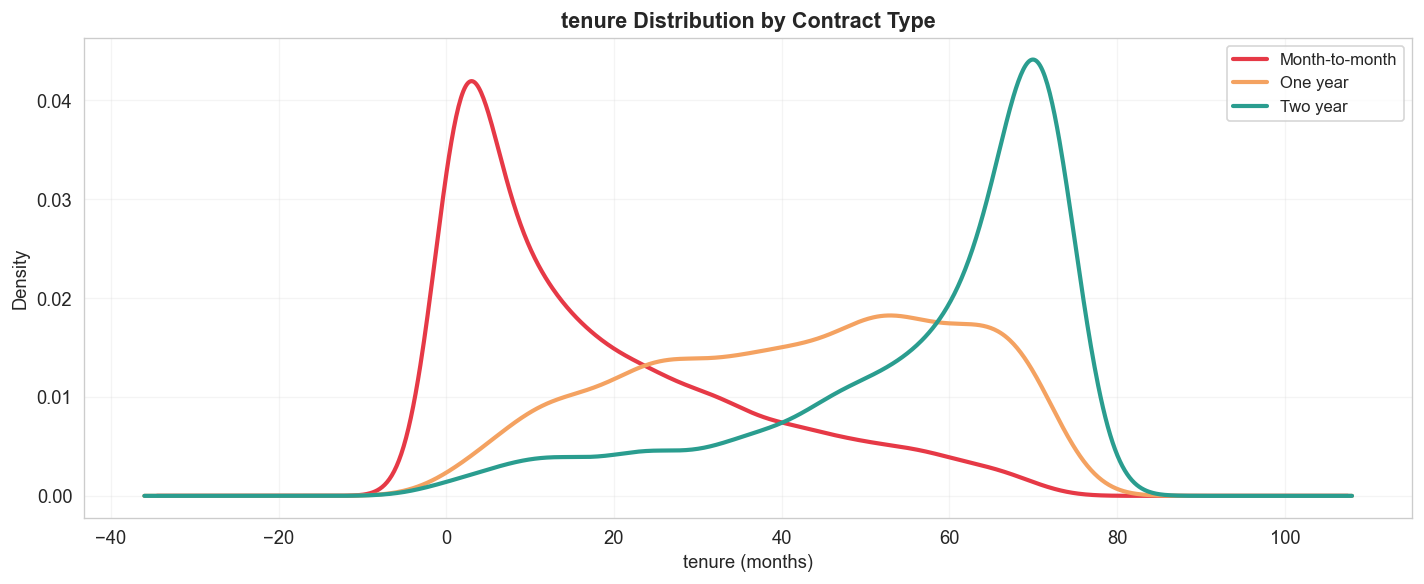 tenure Distribution by Contract Type
Month-to-month
One year
Two year
Density
0.04
0.03
0.02
0.01
0.00
−40
−20
0
20
40
60
80
100
tenure (months)